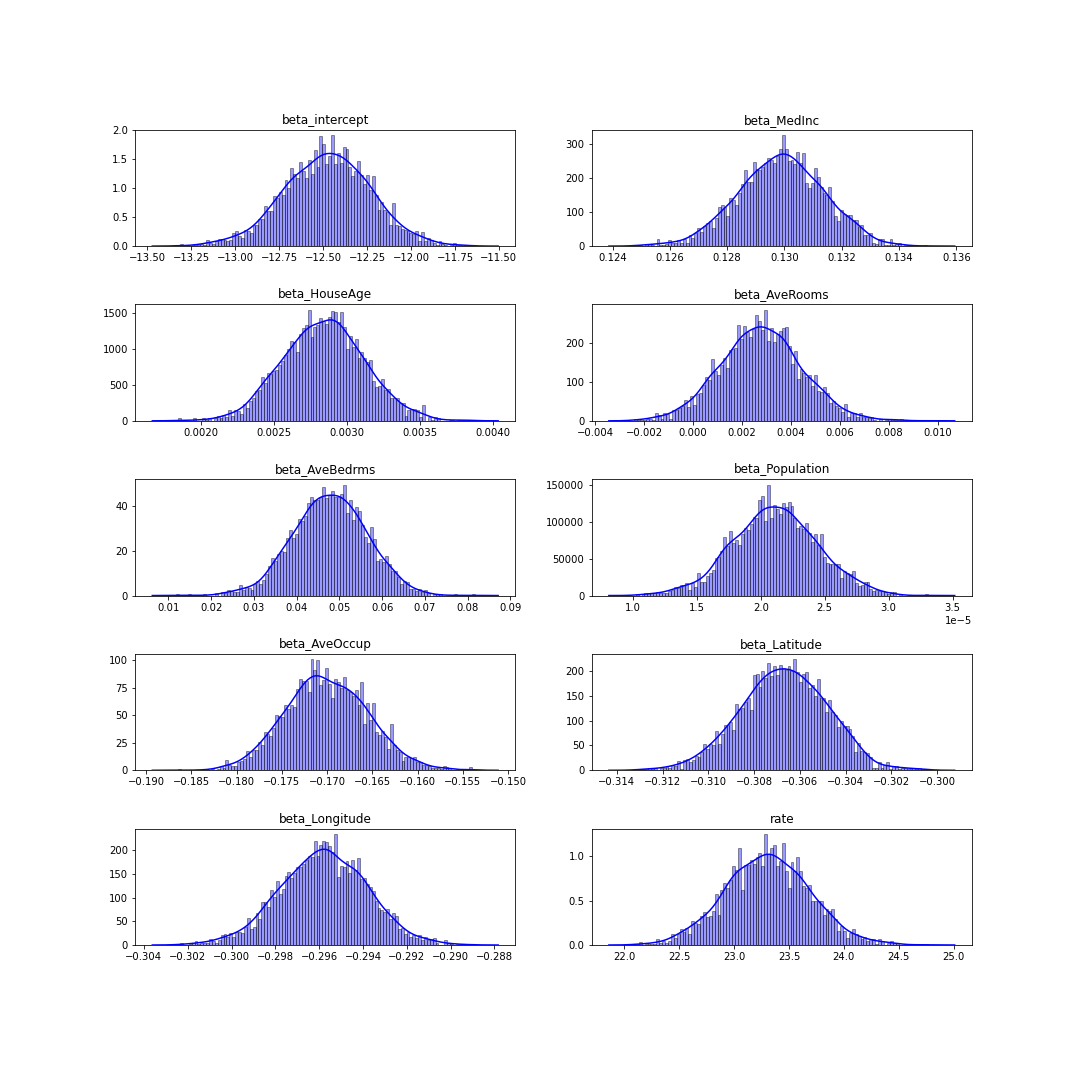 beta_intercept
2.0
1.5
1.0
0.5
0.0
−13.50 −13.25 −13.00 −12.75 −12.50 −12.25 −12.00 −11.75 −11.50
beta_MedInc
300
200
100
0
0.124 0.126 0.128 0.130 0.132 0.134 0.136
beta_HouseAge
1500
1000
500
0
0.0020 0.0025 0.0030 0.0035 0.0040
beta_AveRooms
200
100
0
−0.004 −0.002 0.000 0.002 0.004 0.006 0.008 0.010
beta_AveBedrms
40
20
0
0.01 0.02 0.03 0.04 0.05 0.06 0.07 0.08 0.09
beta_Population
150000
100000
50000
0
1.0 1.5 2.0 2.5 3.0 3.5
1e−5
beta_AveOccup
100
75
50
25
0
−0.190 −0.185 −0.180 −0.175 −0.170 −0.165 −0.160 −0.155 −0.150
beta_Latitude
200
150
100
50
0
−0.314 −0.312 −0.310 −0.308 −0.306 −0.304 −0.302 −0.300
beta_Longitude
200
150
100
50
0
−0.304 −0.302 −0.300 −0.298 −0.296 −0.294 −0.292 −0.290 −0.288
rate
1.0
0.5
0.0
22.0 22.5 23.0 23.5 24.0 24.5 25.0